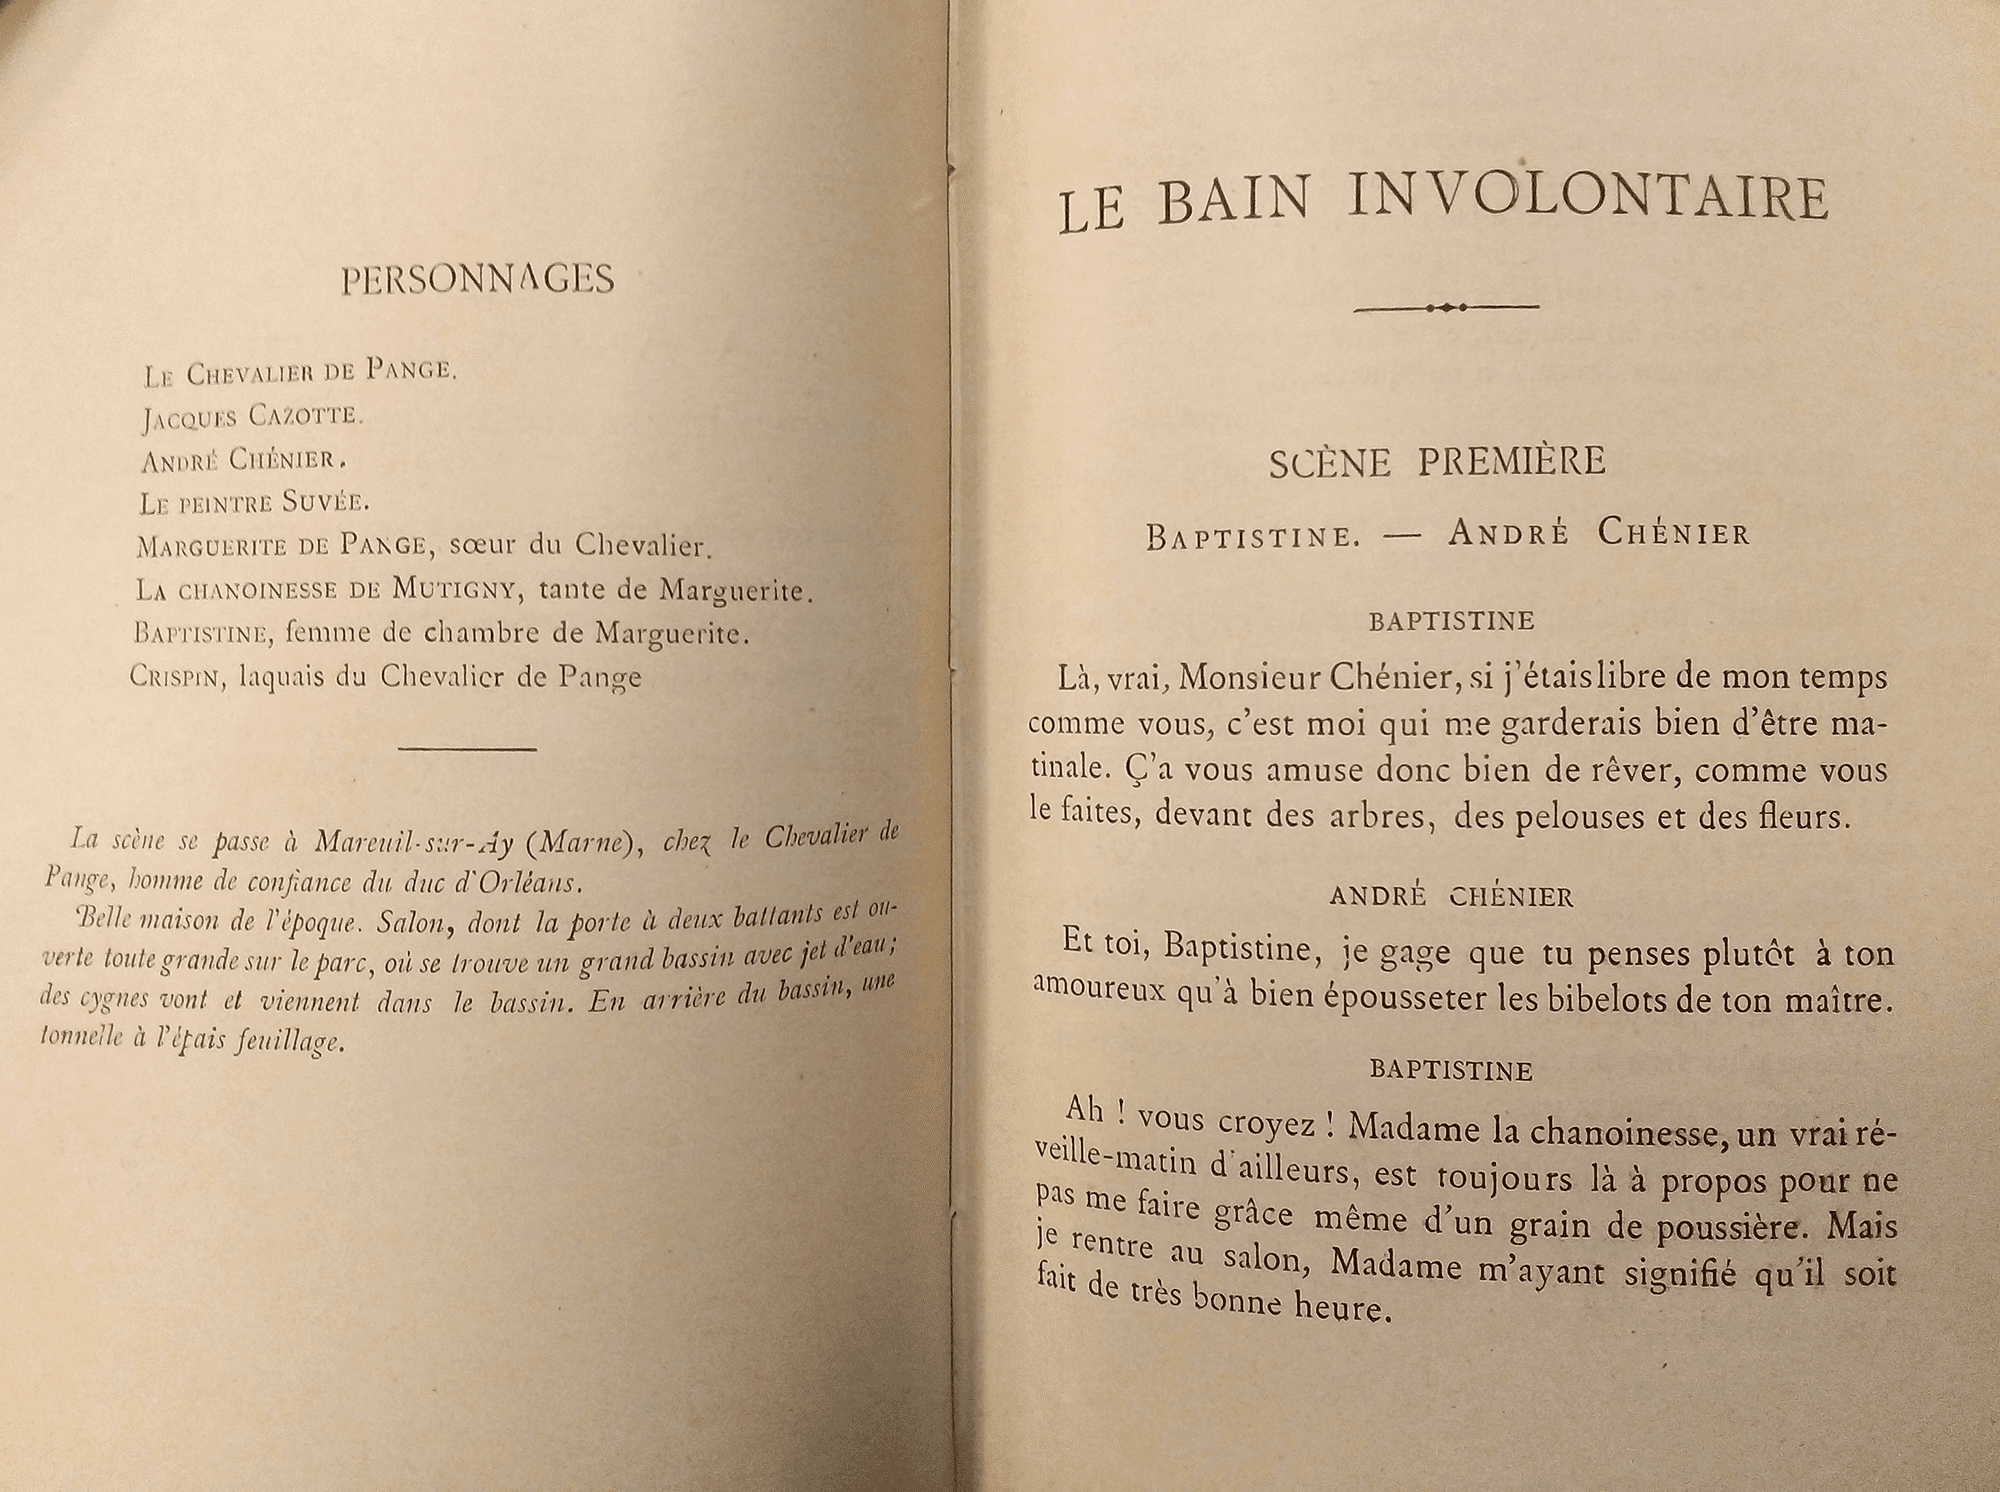 PERSONNAGES
LE CHEVALIER DE PANGE.
JACQUES CAZOTTE.
ANDRÉ CHÉNIER.
LE PEINTRE SUVÉE.
MARGUERITE DE PANGE, sœur du Chevalier.
LA CHANOINESSE DE MUTIGNY, tante de Marguerite.
BAPTISTINE, femme de chambre de Marguerite.
CRISPIN, laquais du Chevalier de Pange
La scène se passe à Mareuil-sur-Ay (Marne), chez le Chevalier de
Pange, homme de confiance du duc d'Orléans.
Belle maison de l'époque. Salon, dont la porte à deux battants est ou-
verte toute grande sur le parc, où se trouve un grand bassin avec jet d'eau;
des cygnes vont et viennent dans le bassin. En arrière du bassin, une
tonnelle à l'épais feuillage.
LE BAIN INVOLONTAIRE
SCÈNE PREMIÈRE
BAPTISTINE. — ANDRÉ CHÉNIER
BAPTISTINE
Là, vrai, Monsieur Chénier, si j'étais libre de mon temps
comme vous, c'est moi qui me garderais bien d'être ma-
tinale. Ç'a vous amuse donc bien de rêver, comme vous
le faites, devant des arbres, des pelouses et des fleurs.
ANDRÉ CHÉNIER
Et toi, Baptistine, je gage que tu penses plutôt à ton
amoureux qu'à bien épousseter les bibelots de ton maître.
BAPTISTINE
Ah ! vous croyez ! Madame la chanoinesse, un vrai ré-
veille-matin d'ailleurs, est toujours là à propos pour ne
pas me faire grâce même d'un grain de poussière. Mais
je rentre au salon, Madame m'ayant signifié qu'il soit
fait de très bonne heure.